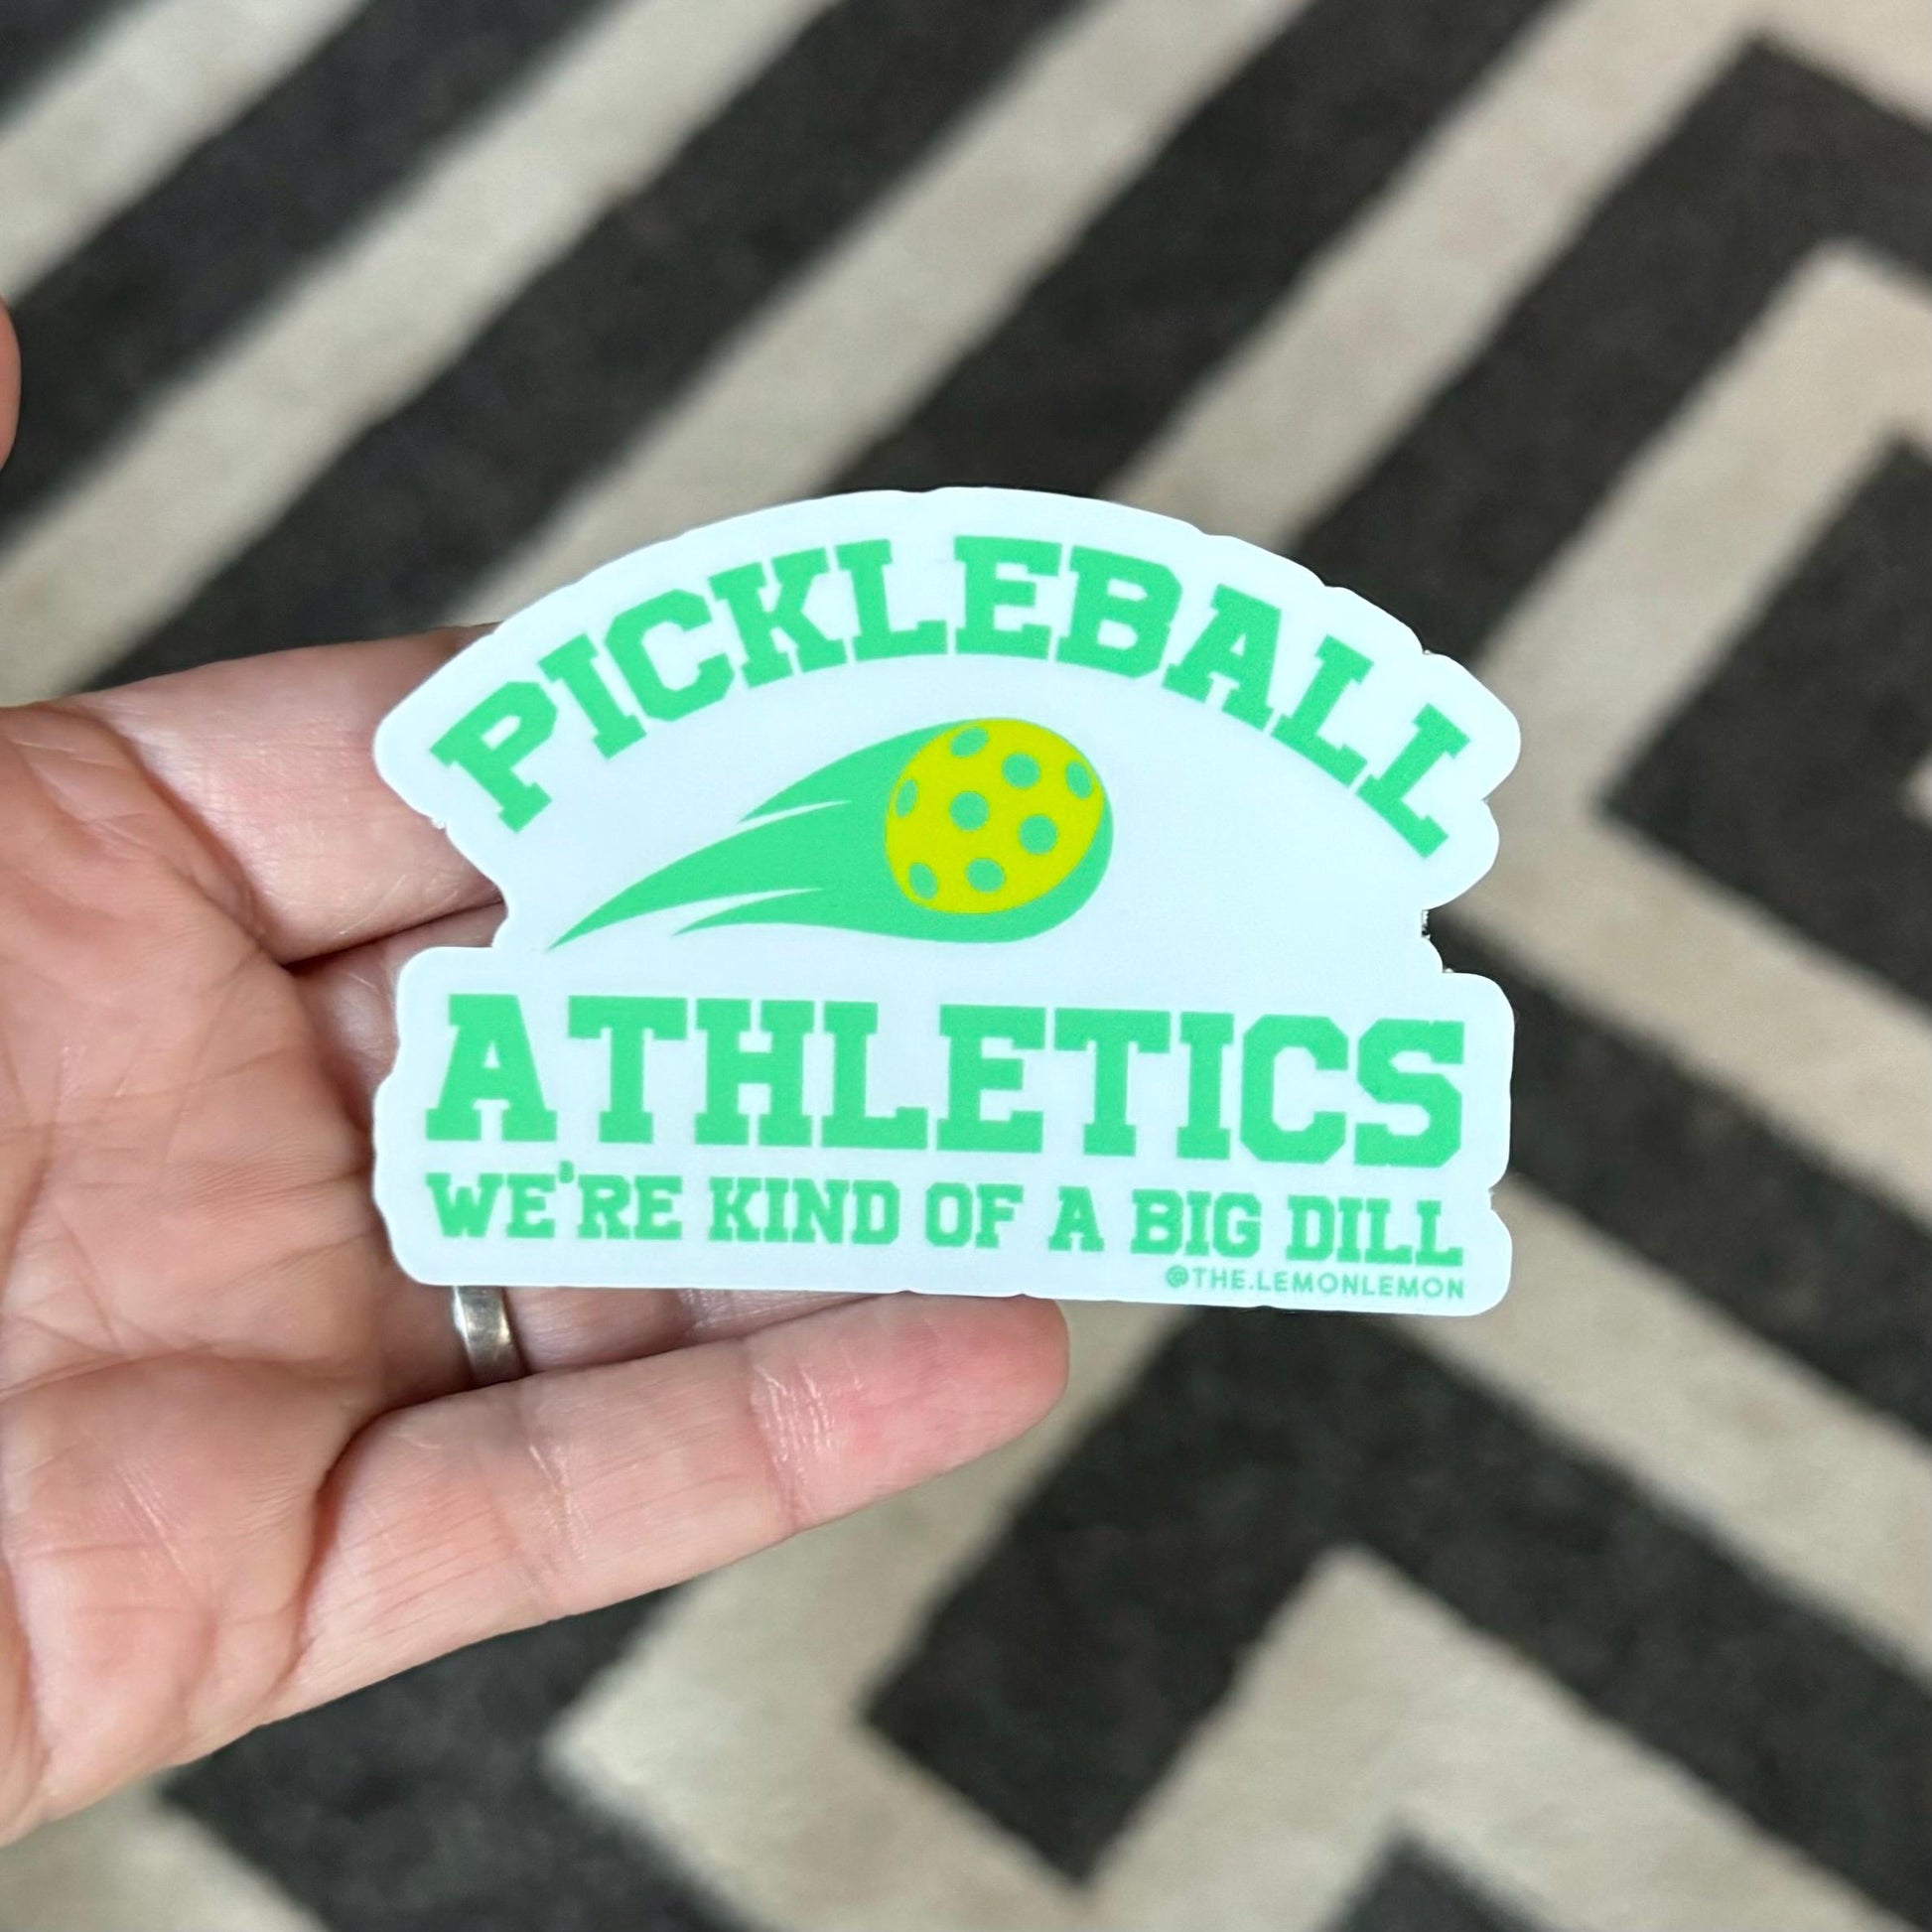 PICKLEBALL
ATHLETICS
WE'RE KIND OF A BIG DILL
@THE.LEMONLEMON